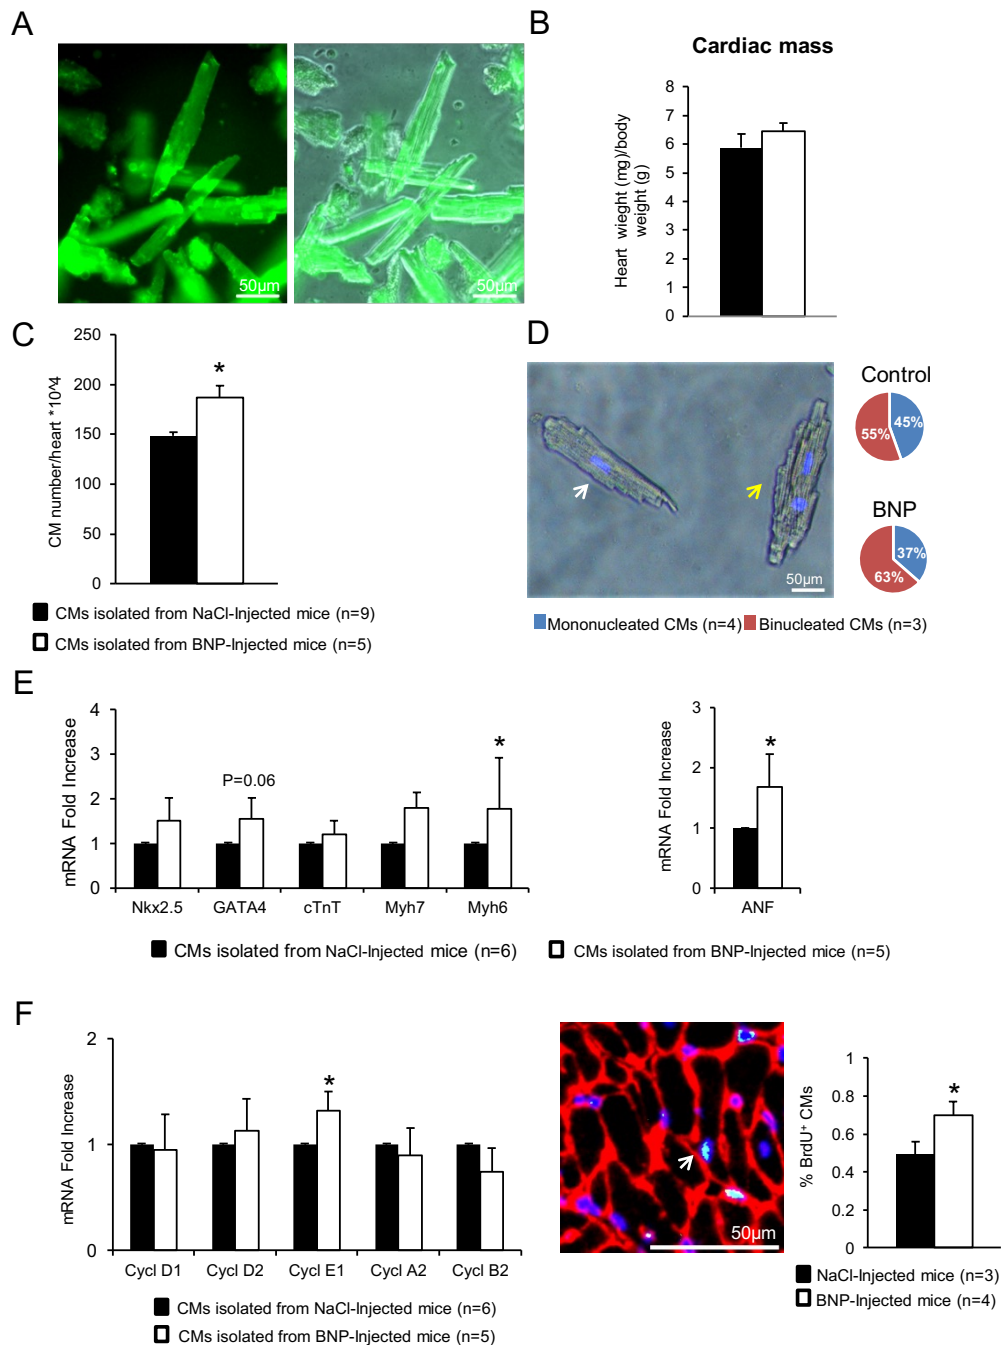 A
50µm
50µm
B
Cardiac mass
Heart wieght (mg)/body
weight (g)
8
7
6
5
4
3
2
1
0
C
CM number/heart *10^4
250
200
150
100
50
0
*
CMs isolated from NaCl-Injected mice (n=9)
CMs isolated from BNP-Injected mice (n=5)
D
50µm
Control
55%
45%
BNP
37%
63%
Mononucleated CMs (n=4)
Binucleated CMs (n=3)
E
mRNA Fold Increase
4
3
2
1
0
P=0.06
*
Nkx2.5 GATA4 cTnT Myh7 Myh6
mRNA Fold Increase
3
2
1
0
*
ANF
CMs isolated from NaCl-Injected mice (n=6)
CMs isolated from BNP-Injected mice (n=5)
F
mRNA Fold Increase
2
1
0
*
Cycl D1 Cycl D2 Cycl E1 Cycl A2 Cycl B2
CMs isolated from NaCl-Injected mice (n=6)
CMs isolated from BNP-Injected mice (n=5)
50µm
% BrdU⁺ CMs
1
0.8
0.6
0.4
0.2
0
*
NaCl-Injected mice (n=3)
BNP-Injected mice (n=4)